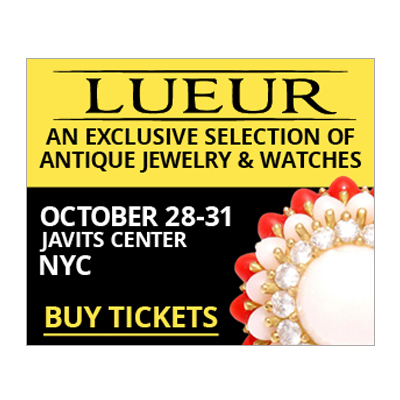 LUEUR
AN EXCLUSIVE SELECTION OF
ANTIQUE JEWELRY & WATCHES
OCTOBER 28-31
JAVITS CENTER
NYC
BUY TICKETS